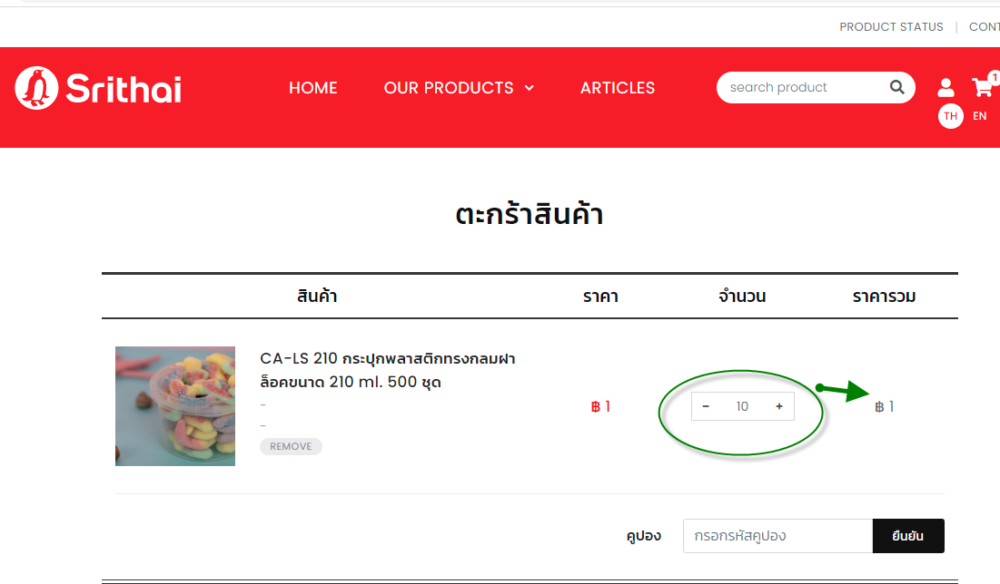 PRODUCT STATUS | CONT
Srithai HOME OUR PRODUCTS ARTICLES search product 1
TH EN
ตะกร้าสินค้า
สินค้า ราคา จำนวน ราคารวม
CA-LS 210 กระปุกพลาสติกทรงกลมฝา
ล็อคขนาด 210 ml. 500 ชุด
-
-
REMOVE
฿ 1 - 10 + ฿ 1
คูปอง กรอกรหัสคูปอง ยืนยัน